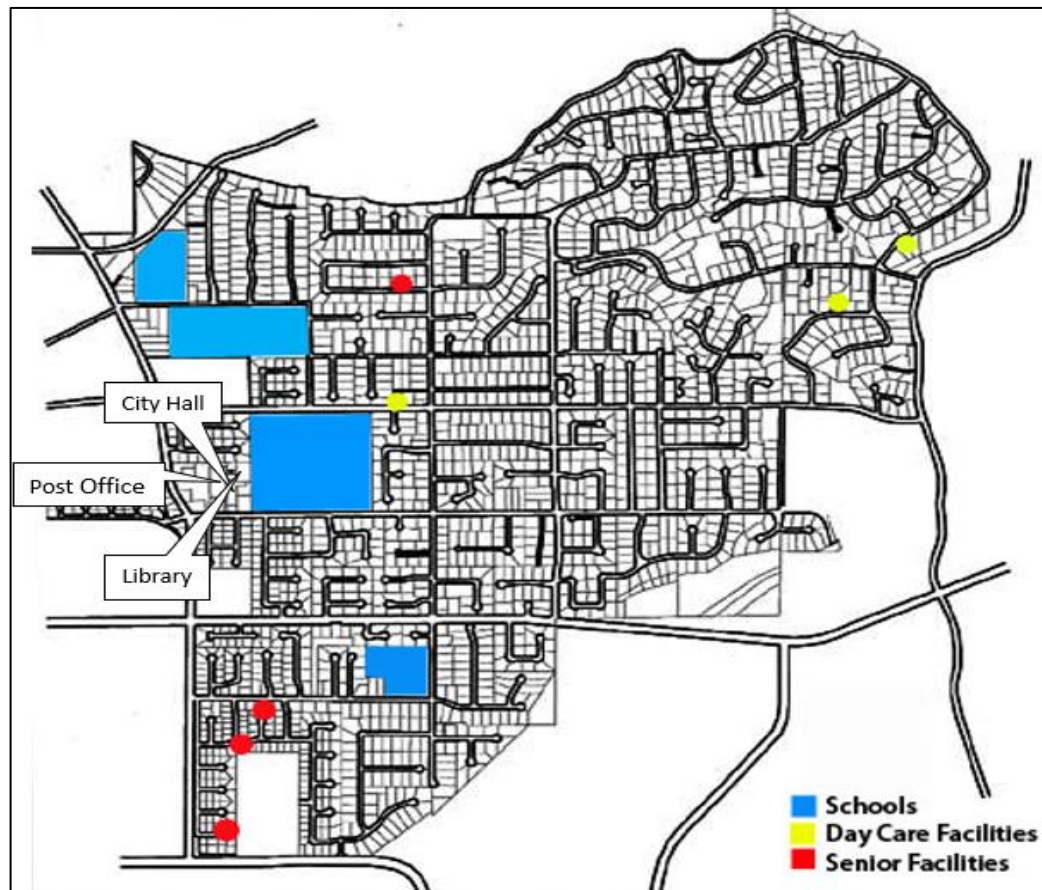 City Hall
Post Office
Library
Schools
Day Care Facilities
Senior Facilities